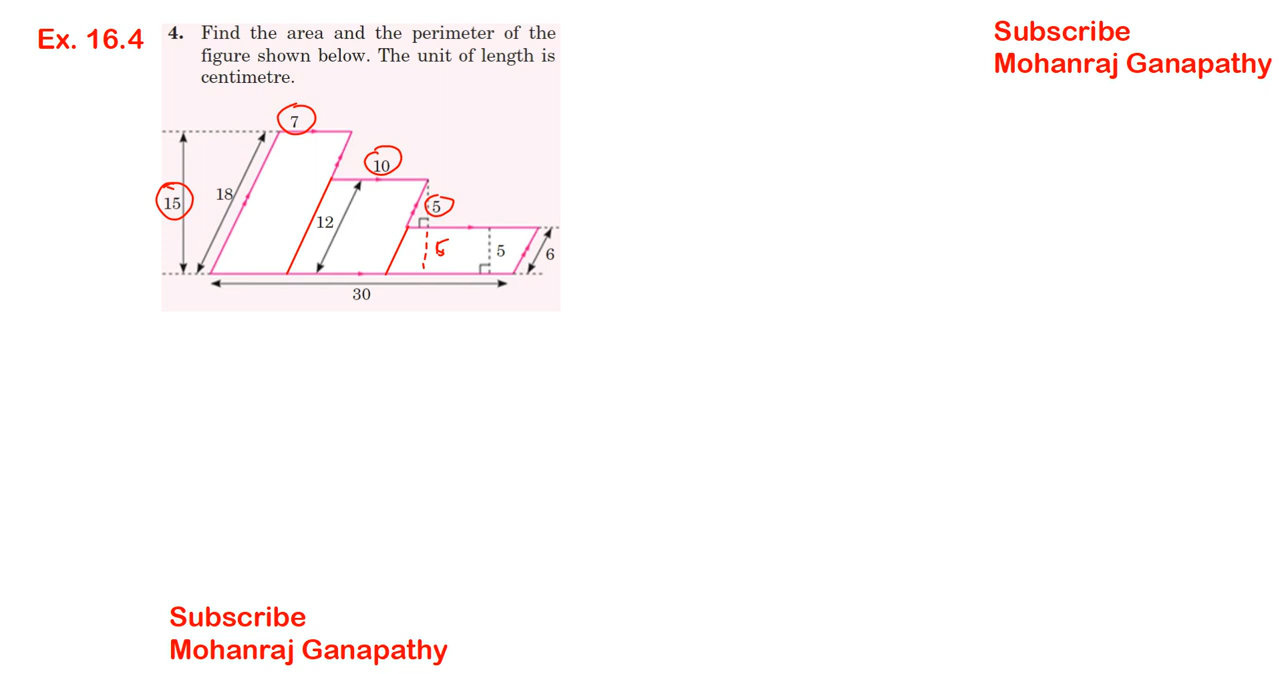 Subscribe
Mohanraj Ganapathy
Ex. 16.4
4. Find the area and the perimeter of the
figure shown below. The unit of length is
centimetre.
7
10
15
18
12
5
5
5
6
30
Subscribe
Mohanraj Ganapathy